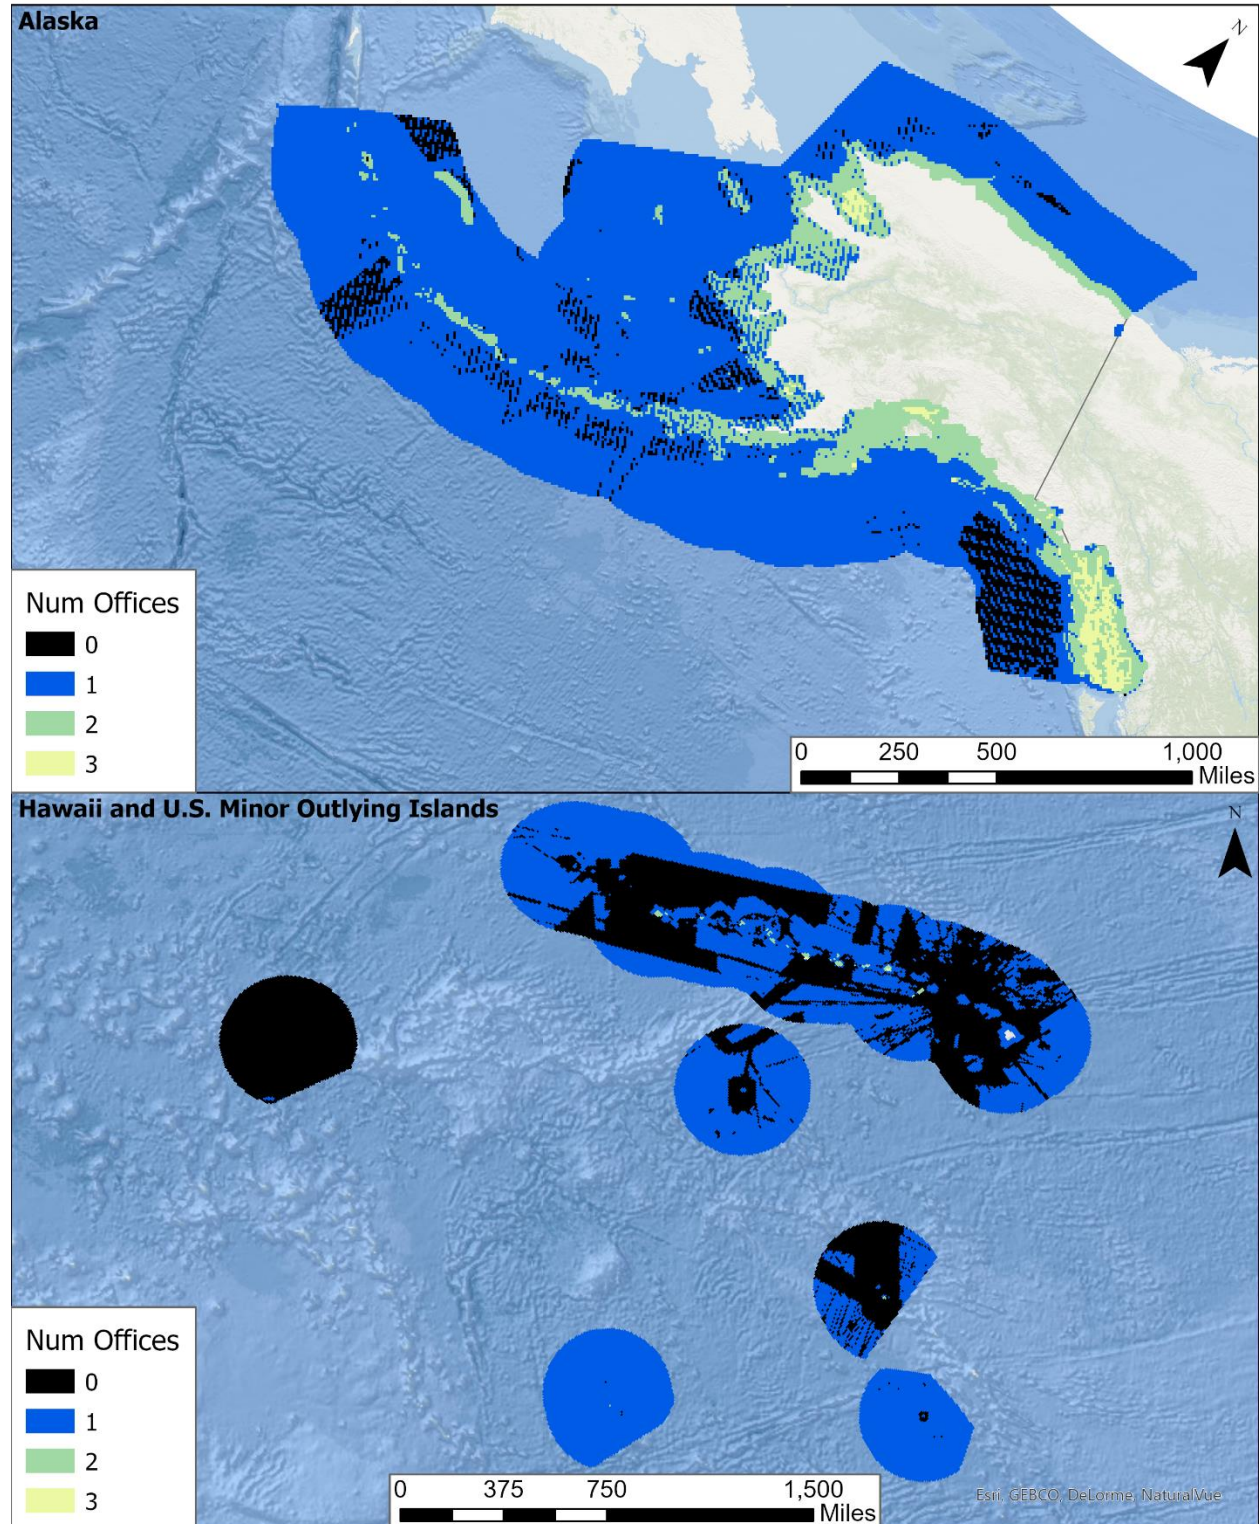 Alaska
N
Num Offices
0
1
2
3
0 250 500 1,000
Miles
Hawaii and U.S. Minor Outlying Islands
N
Num Offices
0
1
2
3
0 375 750 1,500
Miles
Esri, GEBCO, DeLorme, NaturalVue